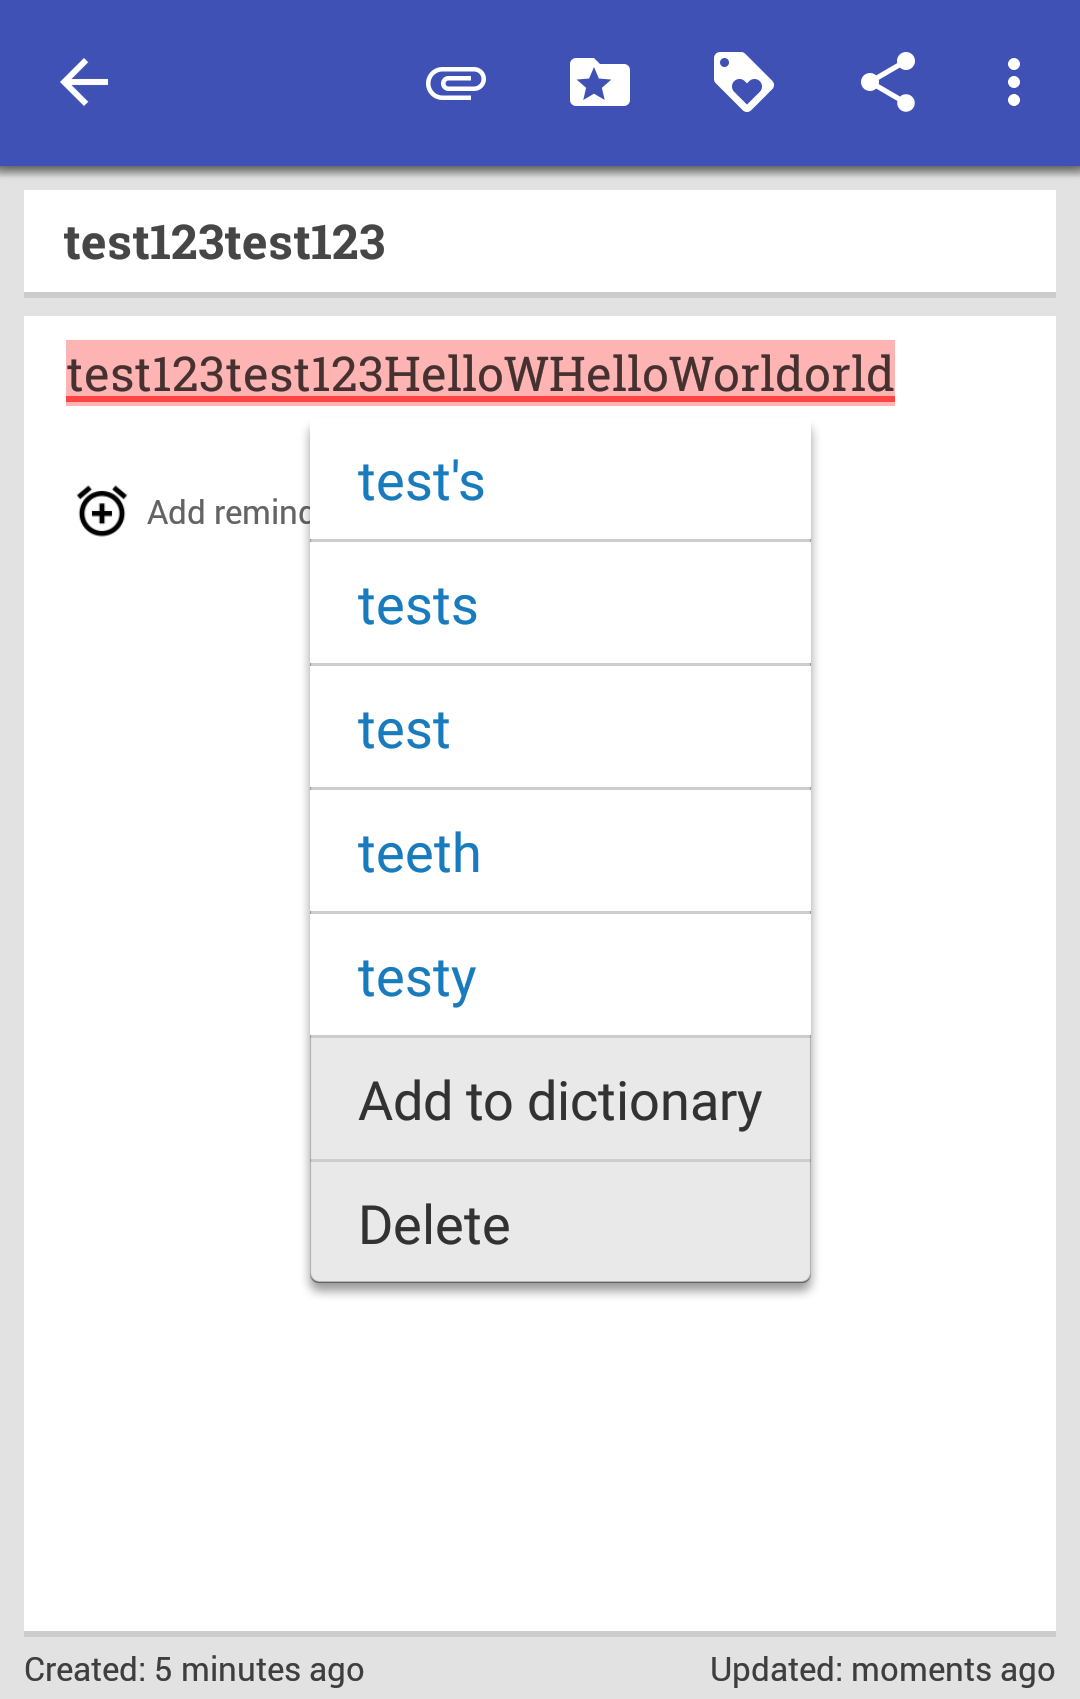 test123test123
test123test123HelloWHelloWorldorld
test's
Add remin
tests
test
teeth
testy
Add to dictionary
Delete
Created: 5 minutes ago
Updated: moments ago